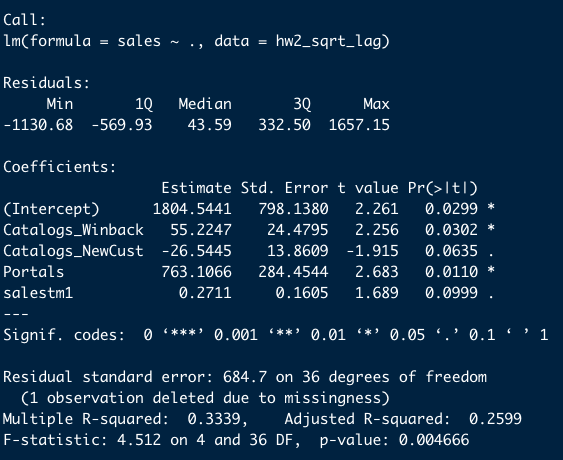 Call:
lm(formula = sales ~ ., data = hw2_sqrt_lag)

Residuals:
     Min       1Q   Median       3Q      Max
-1130.68  -569.93    43.59   332.50  1657.15

Coefficients:
                  Estimate Std. Error t value Pr(>|t|)
(Intercept)      1804.5441   798.1380   2.261   0.0299 *
Catalogs_Winback   55.2247    24.4795   2.256   0.0302 *
Catalogs_NewCust  -26.5445    13.8609  -1.915   0.0635 .
Portals           763.1066   284.4544   2.683   0.0110 *
salestm1            0.2711     0.1605   1.689   0.0999 .
---
Signif. codes:  0 ‘***’ 0.001 ‘**’ 0.01 ‘*’ 0.05 ‘.’ 0.1 ‘ ’ 1

Residual standard error: 684.7 on 36 degrees of freedom
  (1 observation deleted due to missingness)
Multiple R-squared:  0.3339,    Adjusted R-squared:  0.2599
F-statistic: 4.512 on 4 and 36 DF,  p-value: 0.004666